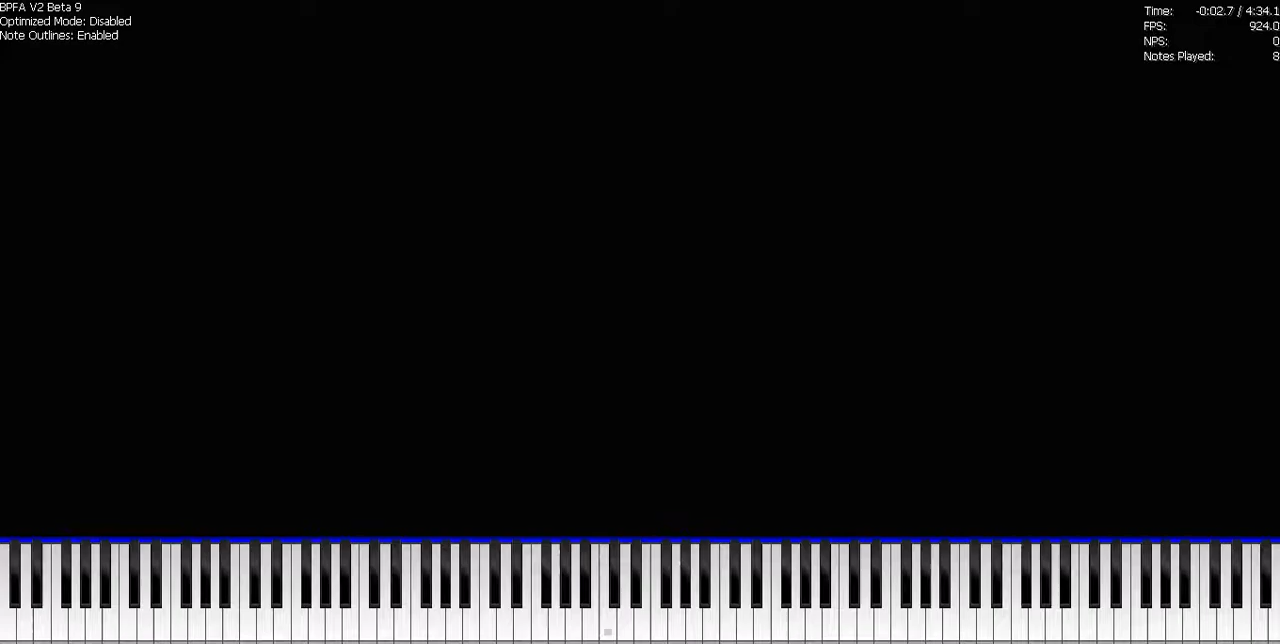 BPFA V2 Beta 9
Optimized Mode: Disabled
Note Outlines: Enabled
Time: -0:02.7 / 4:34.1
FPS: 924.0
NPS: 0
Notes Played: 8